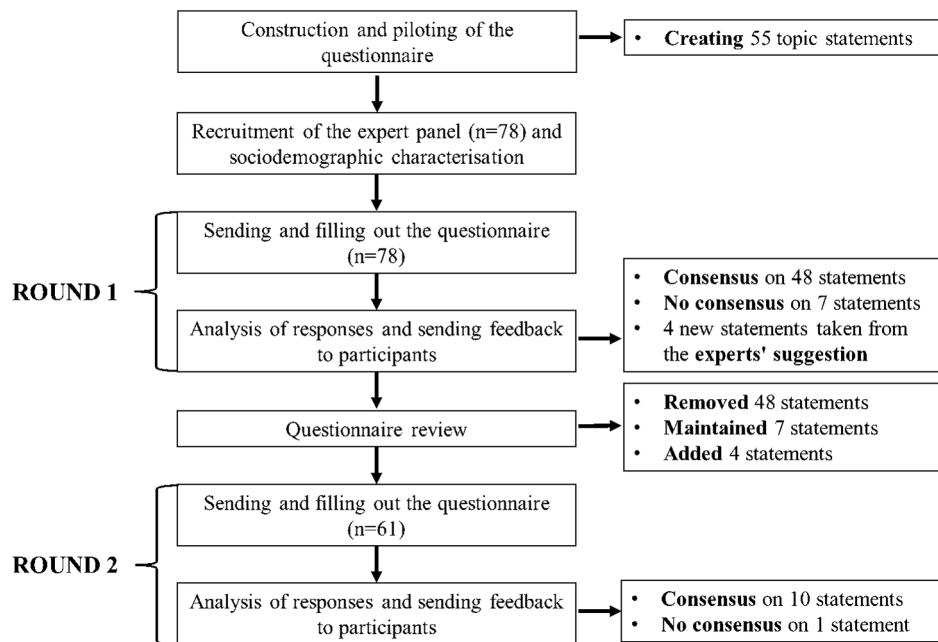 Construction and piloting of the
questionnaire
• Creating 55 topic statements
Recruitment of the expert panel (n=78) and
sociodemographic characterisation
ROUND 1
Sending and filling out the questionnaire
(n=78)
Analysis of responses and sending feedback
to participants
• Consensus on 48 statements
• No consensus on 7 statements
• 4 new statements taken from
the experts' suggestion
Questionnaire review
• Removed 48 statements
• Maintained 7 statements
• Added 4 statements
ROUND 2
Sending and filling out the questionnaire
(n=61)
Analysis of responses and sending feedback
to participants
• Consensus on 10 statements
• No consensus on 1 statement